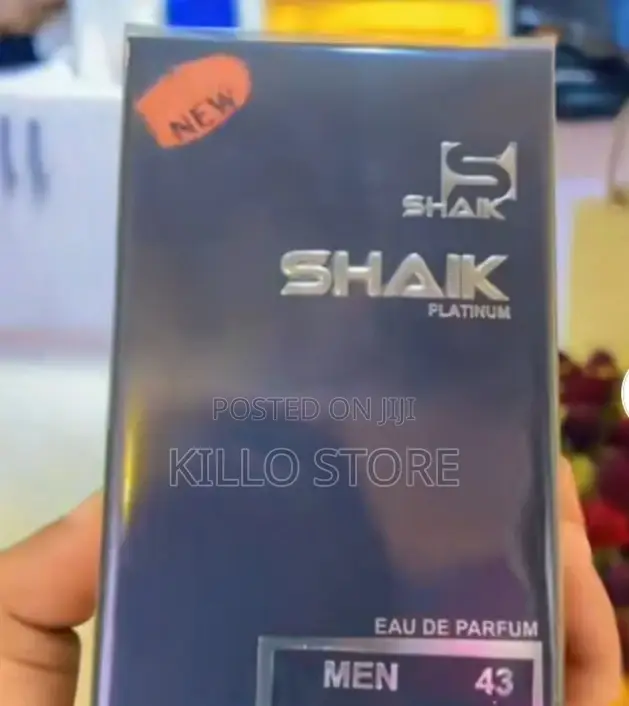 NEW
S
SHAIK
SHAIK
PLATINUM
POSTED ON JIJI
KILLO STORE
EAU DE PARFUM
MEN 43